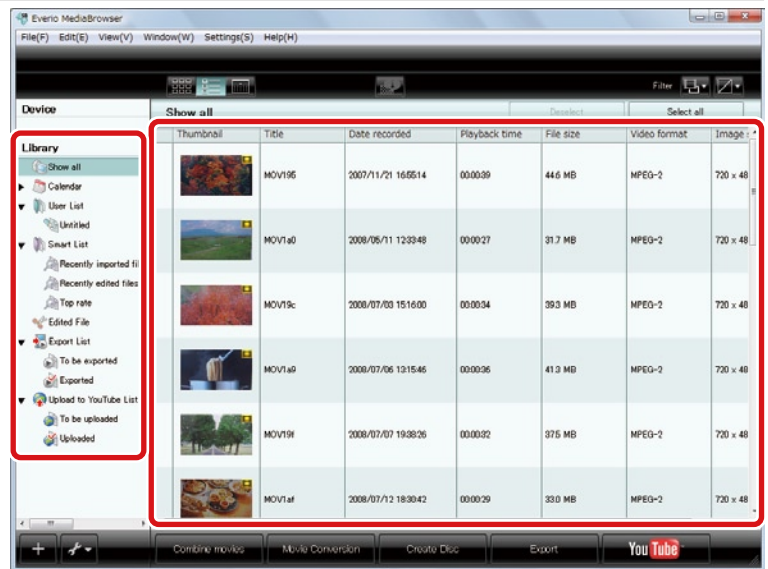 Everio MediaBrowser
File(F) Edit(E) View(V) Window(W) Settings(S) Help(H)
Filter
Device
Show all
Deselect
Select all
Library
Show all
Calendar
User List
Untitled
Smart List
Recently imported fil
Recently edited files
Top rate
Edited File
Export List
To be exported
Exported
Upload to YouTube List
To be uploaded
Uploaded
Thumbnail Title Date recorded Playback time File size Video format Image s
MOV195 2007/11/21 16:55:14 00:00:39 44.6 MB MPEG-2 720 x 48
MOV1a0 2008/05/11 12:33:48 00:00:27 31.7 MB MPEG-2 720 x 48
MOV19c 2008/07/03 15:16:00 00:00:34 39.3 MB MPEG-2 720 x 48
MOV1a9 2008/07/06 13:15:46 00:00:36 41.3 MB MPEG-2 720 x 48
MOV19f 2008/07/07 19:38:26 00:00:32 37.5 MB MPEG-2 720 x 48
MOV1af 2008/07/12 18:30:42 00:00:29 33.0 MB MPEG-2 720 x 48
Combine movies Movie Conversion Create Disc Export YouTube